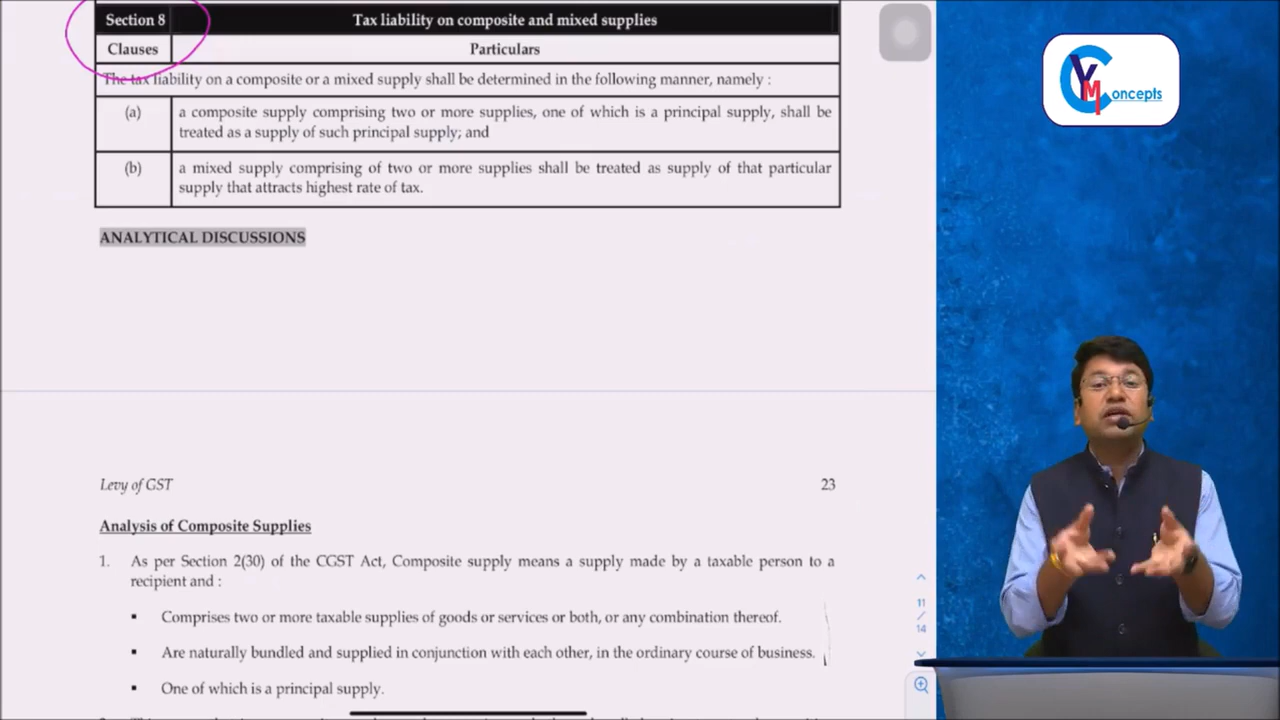 Section 8 Tax liability on composite and mixed supplies
Clauses Particulars
The tax liability on a composite or a mixed supply shall be determined in the following manner, namely :
(a) a composite supply comprising two or more supplies, one of which is a principal supply, shall be
treated as a supply of such principal supply; and
(b) a mixed supply comprising of two or more supplies shall be treated as supply of that particular
supply that attracts highest rate of tax.
ANALYTICAL DISCUSSIONS
Levy of GST 23
Analysis of Composite Supplies
1. As per Section 2(30) of the CGST Act, Composite supply means a supply made by a taxable person to a
recipient and :
▪ Comprises two or more taxable supplies of goods or services or both, or any combination thereof.
▪ Are naturally bundled and supplied in conjunction with each other, in the ordinary course of business.
▪ One of which is a principal supply.
11
/
14
YMConcepts